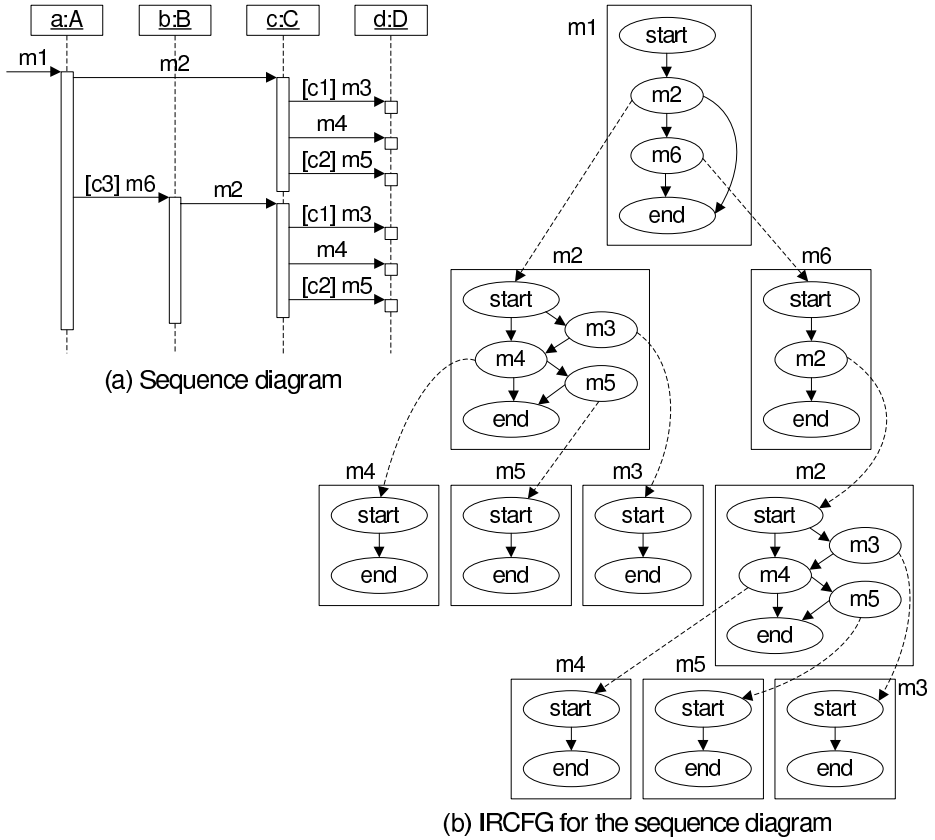 a:A
b:B
c:C
d:D
m1
m2
[c1] m3
m4
[c2] m5
[c3] m6
m2
[c1] m3
m4
[c2] m5
(a) Sequence diagram
m1
start
m2
m6
end
m2
start
m3
m4
m5
end
m6
start
m2
end
m4
start
end
m5
start
end
m3
start
end
m2
start
m3
m4
m5
end
m4
start
end
m5
start
end
m3
start
end
(b) IRCFG for the sequence diagram